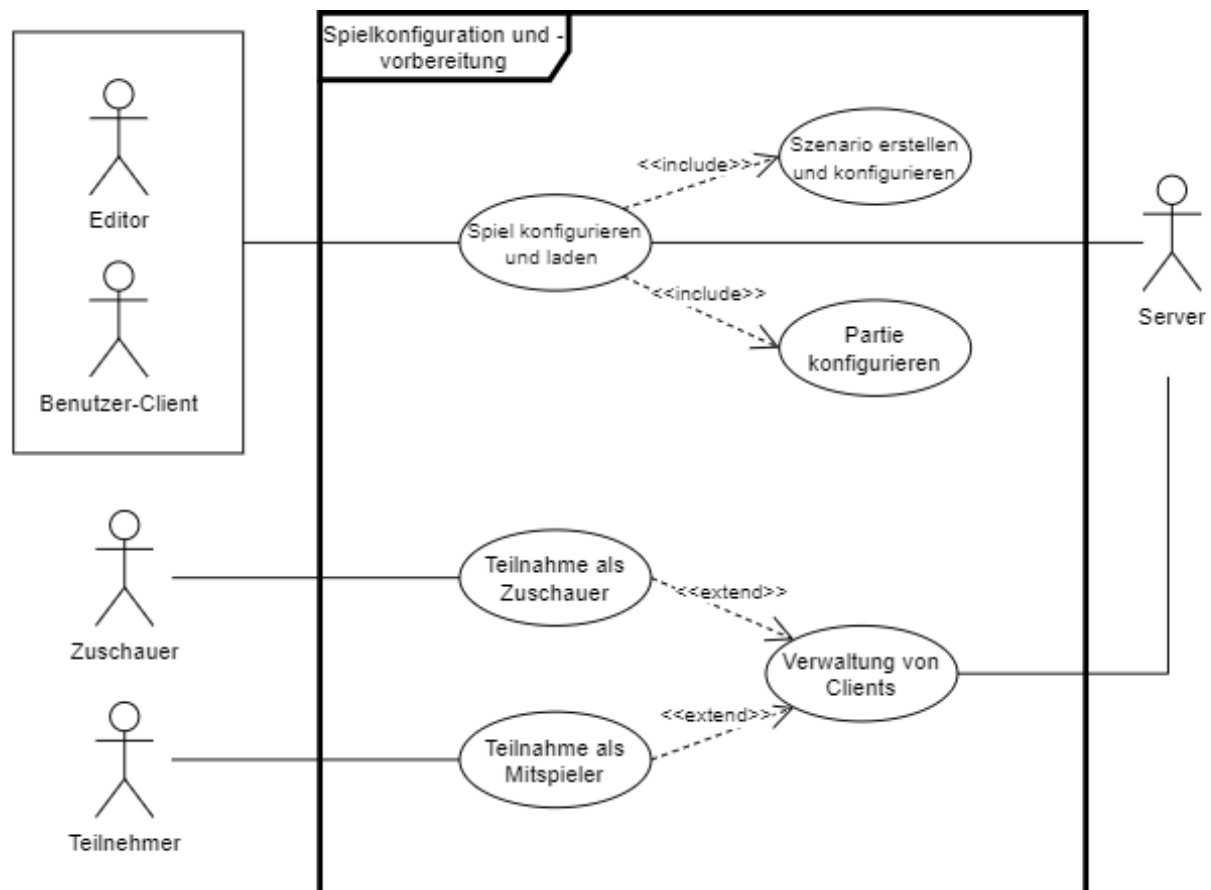 Spielkonfiguration und -
vorbereitung
Editor
Benutzer-Client
Szenario erstellen
und konfigurieren
<<include>>
Spiel konfigurieren
und laden
<<include>>
Partie
konfigurieren
Server
Zuschauer
Teilnahme als
Zuschauer
<<extend>>
Verwaltung von
Clients
<<extend>>
Teilnahme als
Mitspieler
Teilnehmer